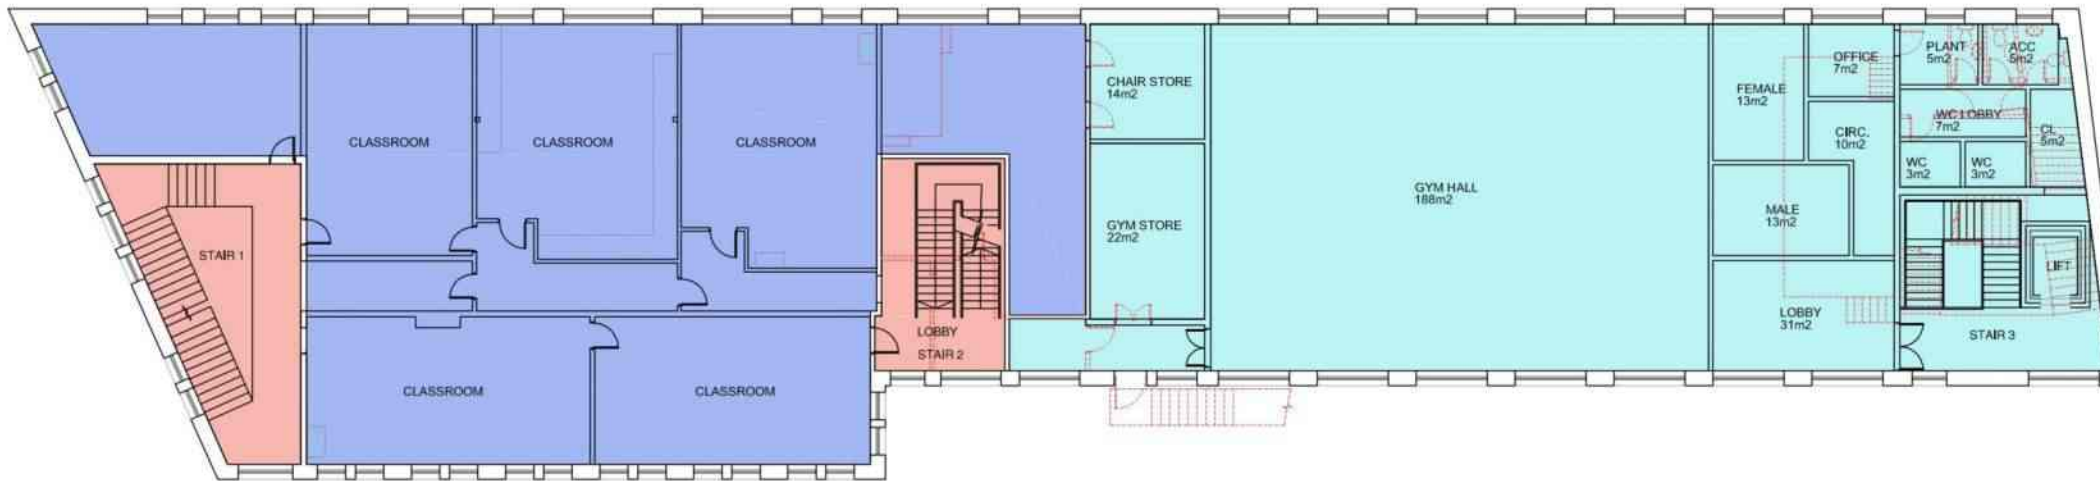 CLASSROOM
CLASSROOM
CLASSROOM
STAIR 1
CLASSROOM
CLASSROOM
LOBBY
STAIR 2
CHAIR STORE
14m2
GYM STORE
22m2
GYM HALL
188m2
FEMALE
13m2
OFFICE
7m2
CIRC.
10m2
MALE
13m2
LOBBY
31m2
PLANT
5m2
ACC
5m2
WC LOBBY
7m2
CL
5m2
WC
3m2
WC
3m2
LIFT
STAIR 3